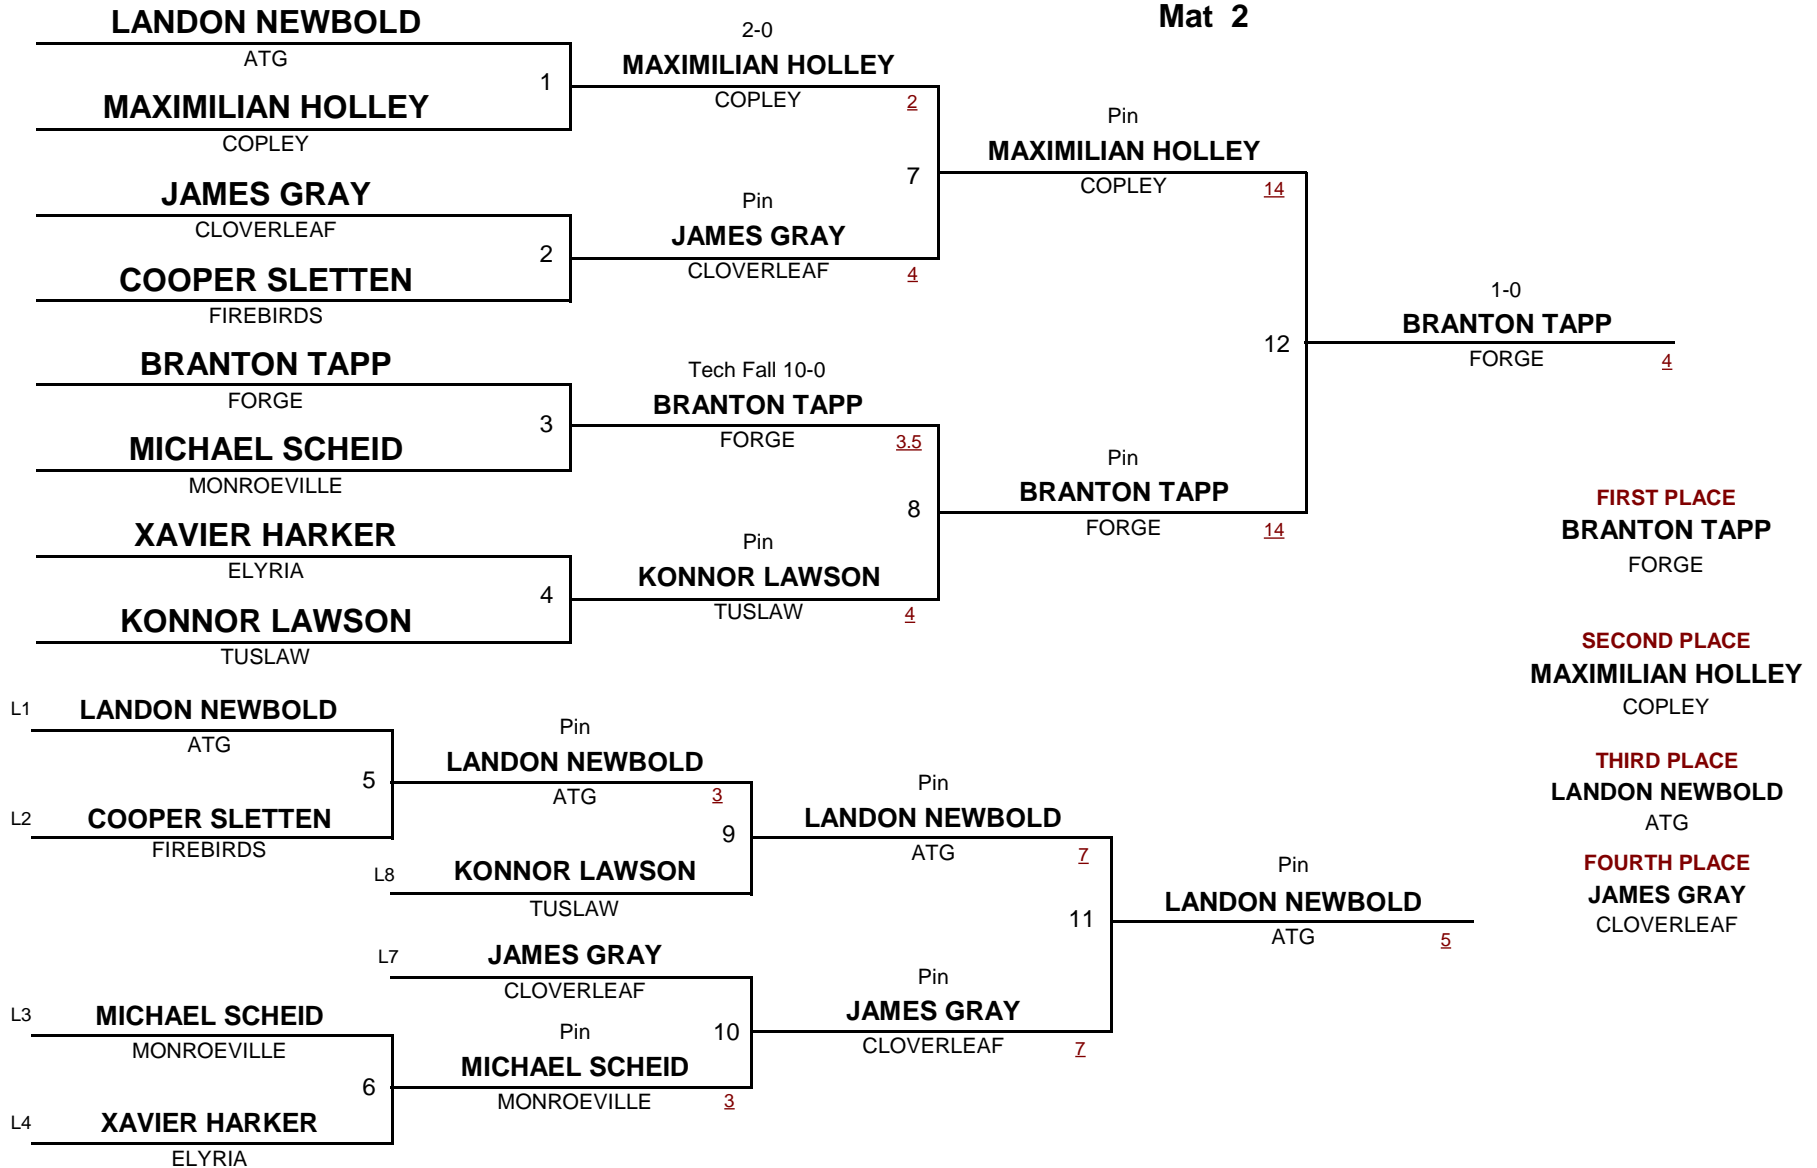 Mat 2
LANDON NEWBOLD
ATG
1
MAXIMILIAN HOLLEY
COPLEY
JAMES GRAY
CLOVERLEAF
2
COOPER SLETTEN
FIREBIRDS
BRANTON TAPP
FORGE
3
MICHAEL SCHEID
MONROEVILLE
XAVIER HARKER
ELYRIA
4
KONNOR LAWSON
TUSLAW
2-0
MAXIMILIAN HOLLEY
COPLEY 2
7
Pin
JAMES GRAY
CLOVERLEAF 4
Tech Fall 10-0
BRANTON TAPP
FORGE 3.5
8
Pin
KONNOR LAWSON
TUSLAW 4
Pin
MAXIMILIAN HOLLEY
COPLEY 14
12
Pin
BRANTON TAPP
FORGE 14
1-0
BRANTON TAPP
FORGE 4
FIRST PLACE
BRANTON TAPP
FORGE
SECOND PLACE
MAXIMILIAN HOLLEY
COPLEY
THIRD PLACE
LANDON NEWBOLD
ATG
FOURTH PLACE
JAMES GRAY
CLOVERLEAF
L1 LANDON NEWBOLD
ATG
5
L2 COOPER SLETTEN
FIREBIRDS
L3 MICHAEL SCHEID
MONROEVILLE
6
L4 XAVIER HARKER
ELYRIA
Pin
LANDON NEWBOLD
ATG 3
9
L8 KONNOR LAWSON
TUSLAW
L7 JAMES GRAY
CLOVERLEAF
10
Pin
MICHAEL SCHEID
MONROEVILLE 3
Pin
LANDON NEWBOLD
ATG 7
11
Pin
JAMES GRAY
CLOVERLEAF 7
Pin
LANDON NEWBOLD
ATG 5